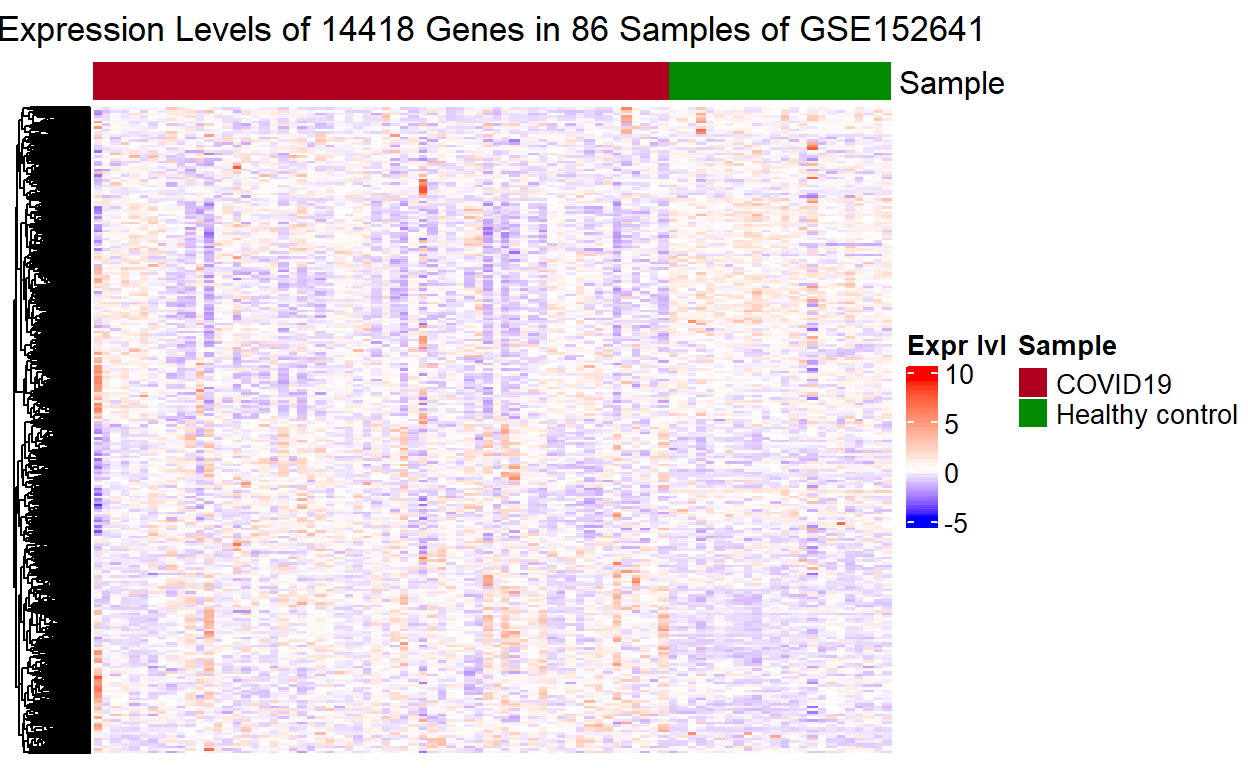 Expression Levels of 14418 Genes in 86 Samples of GSE152641
Sample
Expr lvl
10
5
0
-5
Sample
COVID19
Healthy control